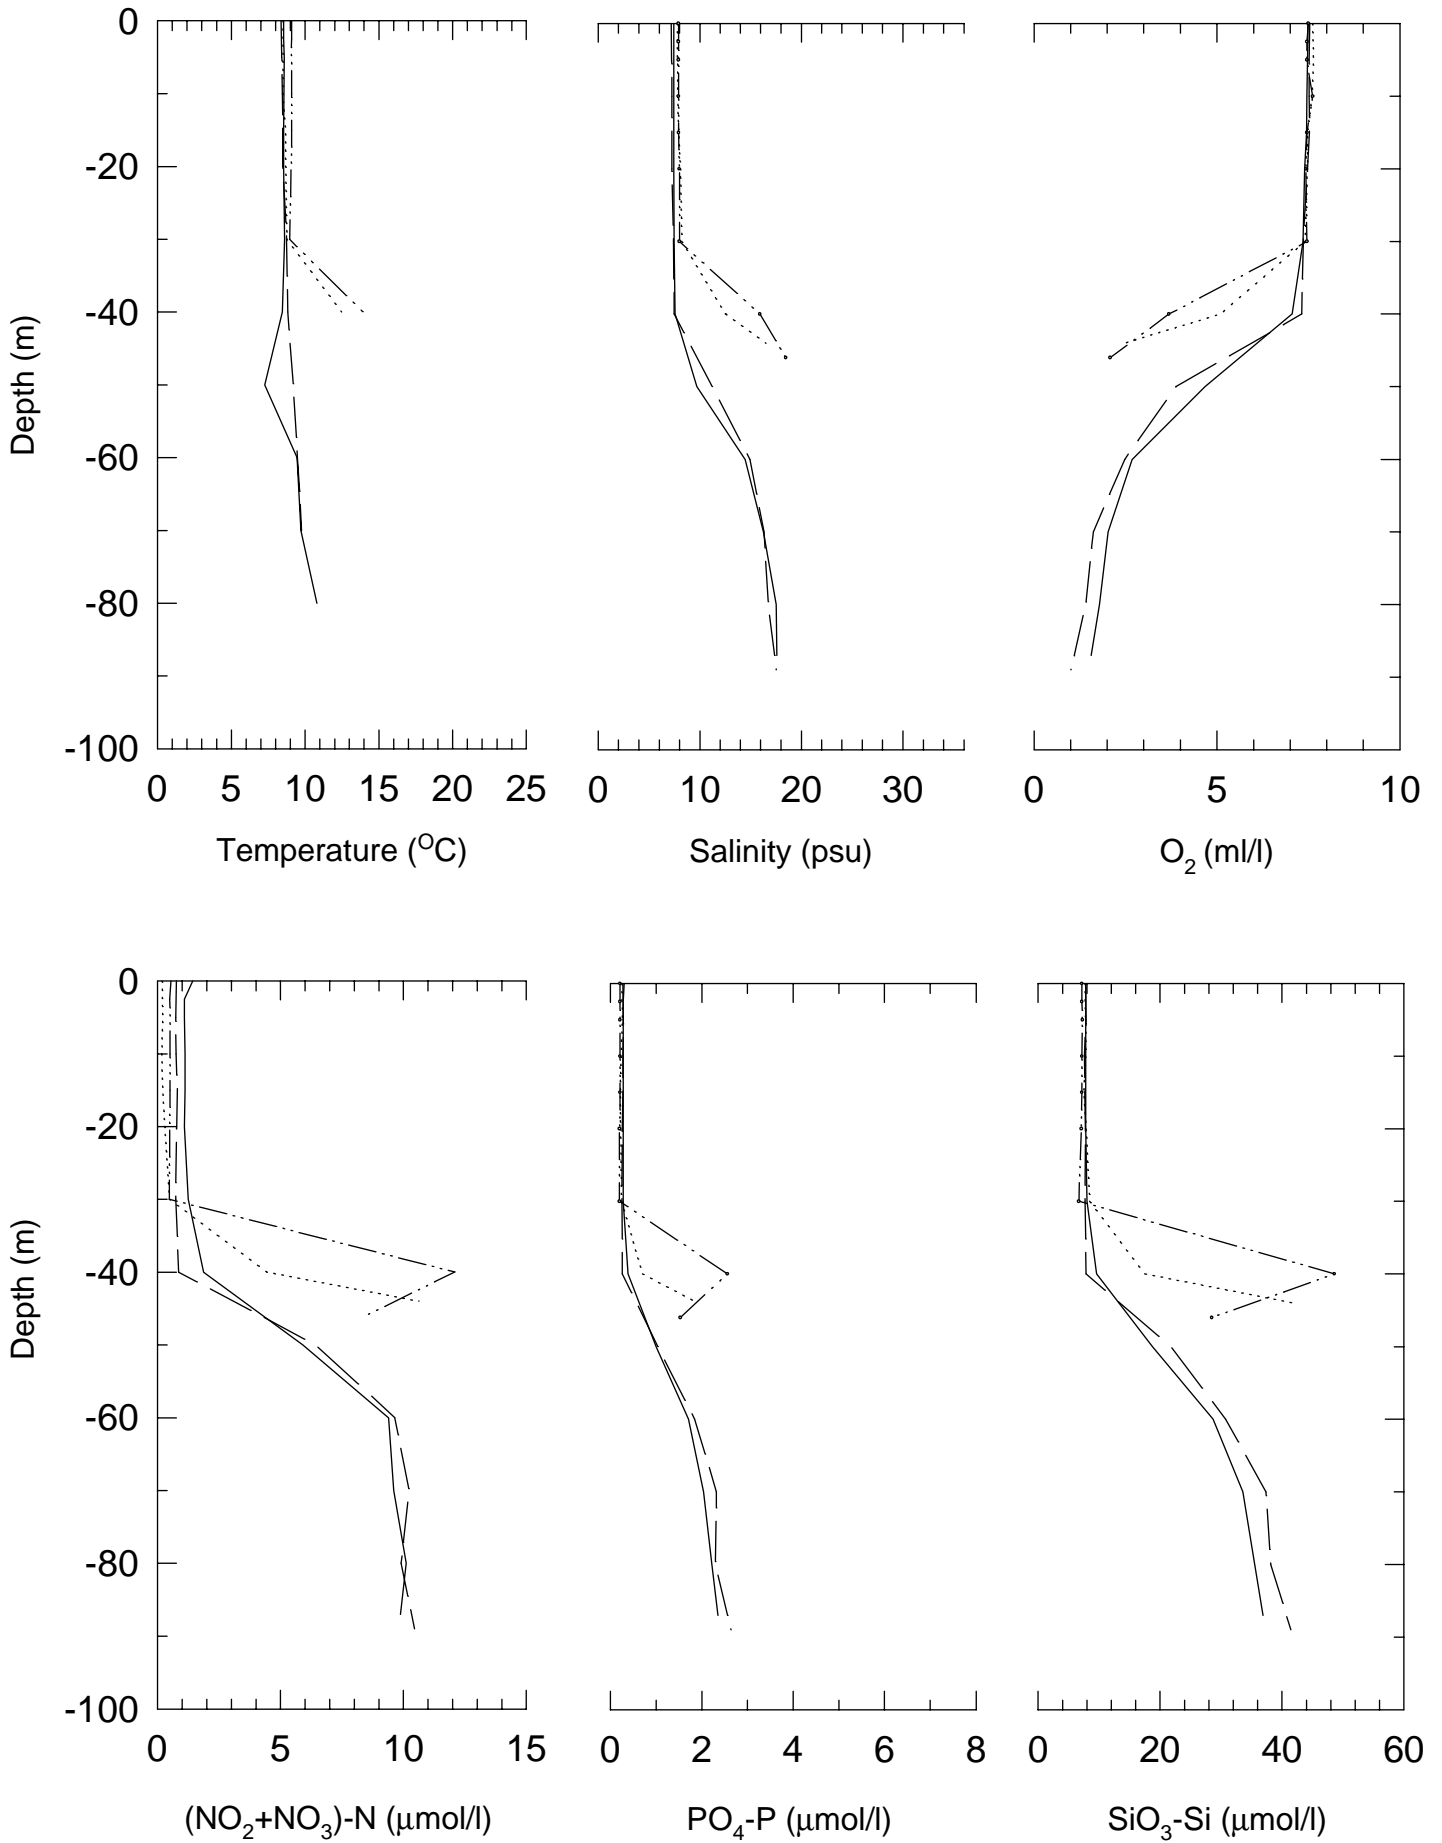 0
-20
-40
-60
-80
-100
Depth (m)
0 5 10 15 20 25
Temperature (°C)
0 10 20 30
Salinity (psu)
0 5 10
O₂ (ml/l)
0
-20
-40
-60
-80
-100
Depth (m)
0 5 10 15
(NO₂+NO₃)-N (μmol/l)
0 2 4 6 8
PO₄-P (μmol/l)
0 20 40 60
SiO₃-Si (μmol/l)